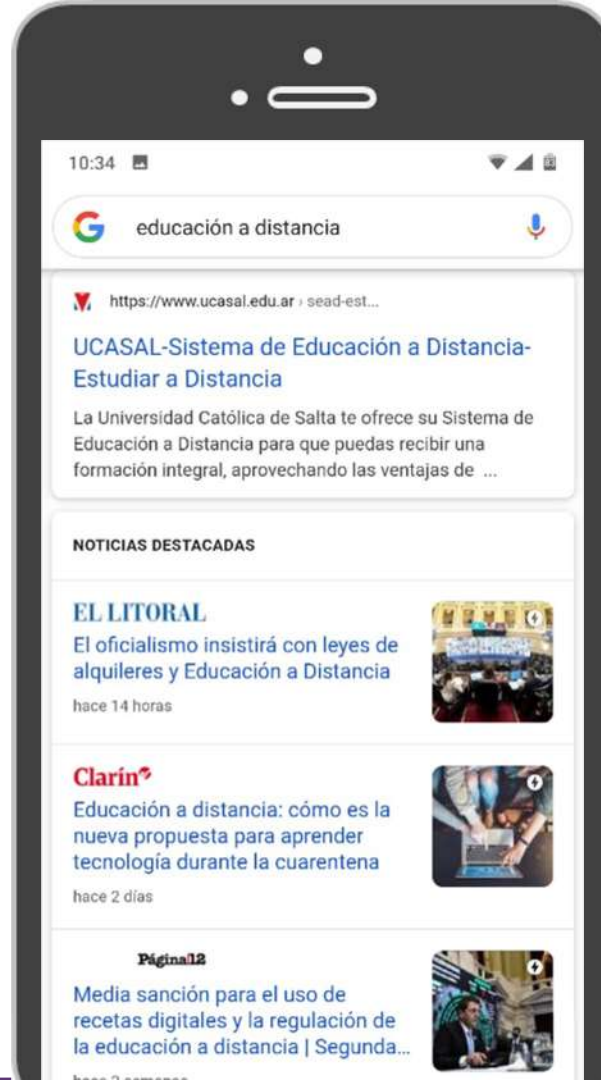 10:34
educación a distancia
https://www.ucasal.edu.ar › sead-est...
UCASAL-Sistema de Educación a Distancia-
Estudiar a Distancia
La Universidad Católica de Salta te ofrece su Sistema de
Educación a Distancia para que puedas recibir una
formación integral, aprovechando las ventajas de ...
NOTICIAS DESTACADAS
EL LITORAL
El oficialismo insistirá con leyes de
alquileres y Educación a Distancia
hace 14 horas
Clarín
Educación a distancia: cómo es la
nueva propuesta para aprender
tecnología durante la cuarentena
hace 2 días
Página12
Media sanción para el uso de
recetas digitales y la regulación de
la educación a distancia | Segunda...